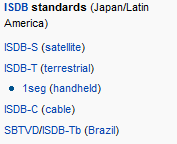 ISDB standards (Japan/Latin
America)
ISDB-S (satellite)
ISDB-T (terrestrial)
• 1seg (handheld)
ISDB-C (cable)
SBTVD/ISDB-Tb (Brazil)